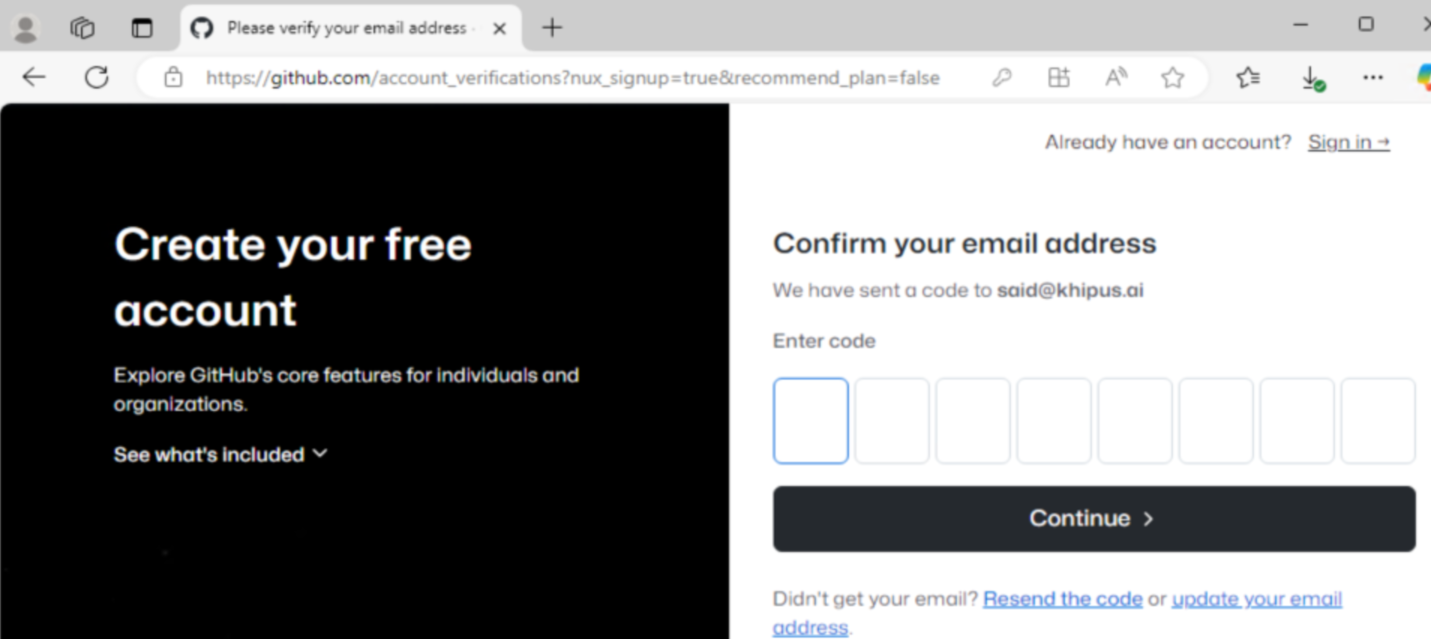 Please verify your email address
https://github.com/account_verifications?nux_signup=true&recommend_plan=false
Already have an account? Sign in →
Create your free
account
Explore GitHub's core features for individuals and
organizations.
See what's included
Confirm your email address
We have sent a code to said@khipus.ai
Enter code
Continue
Didn't get your email? Resend the code or update your email
address.